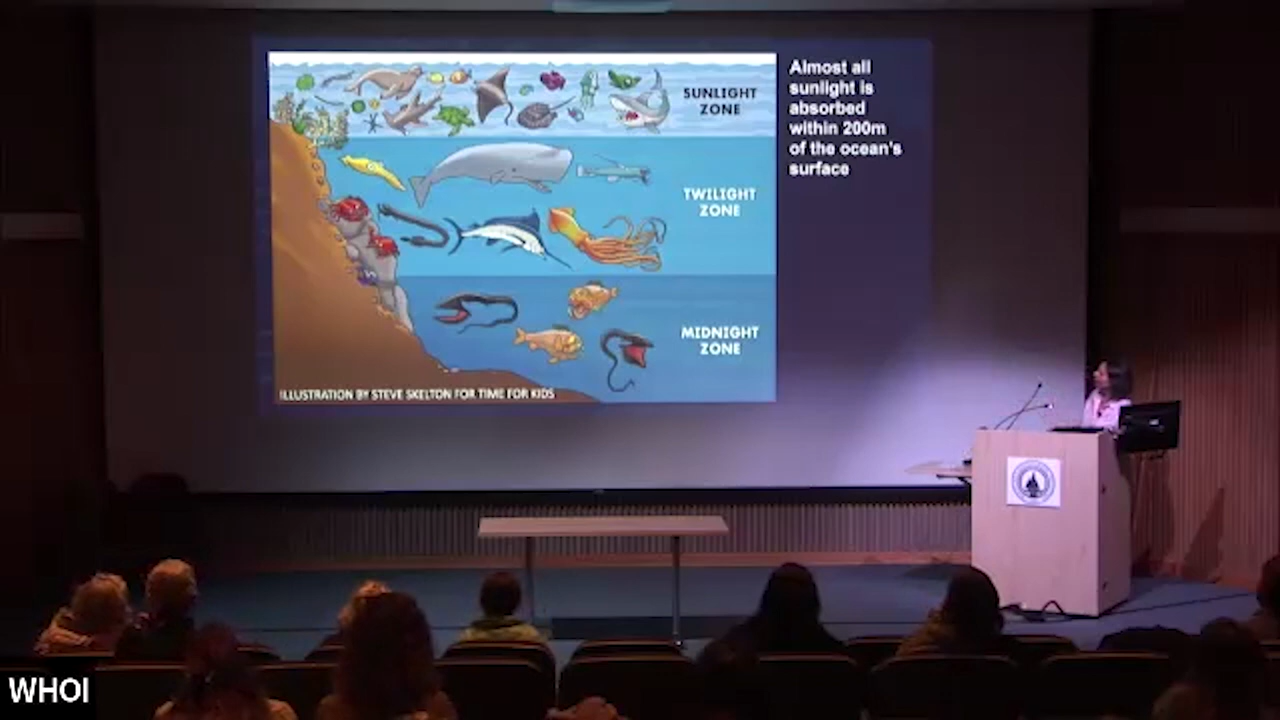 SUNLIGHT
ZONE
TWILIGHT
ZONE
MIDNIGHT
ZONE
ILLUSTRATION BY STEVE SKELTON FOR TIME FOR KIDS
Almost all
sunlight is
absorbed
within 200m
of the ocean's
surface
WHOI